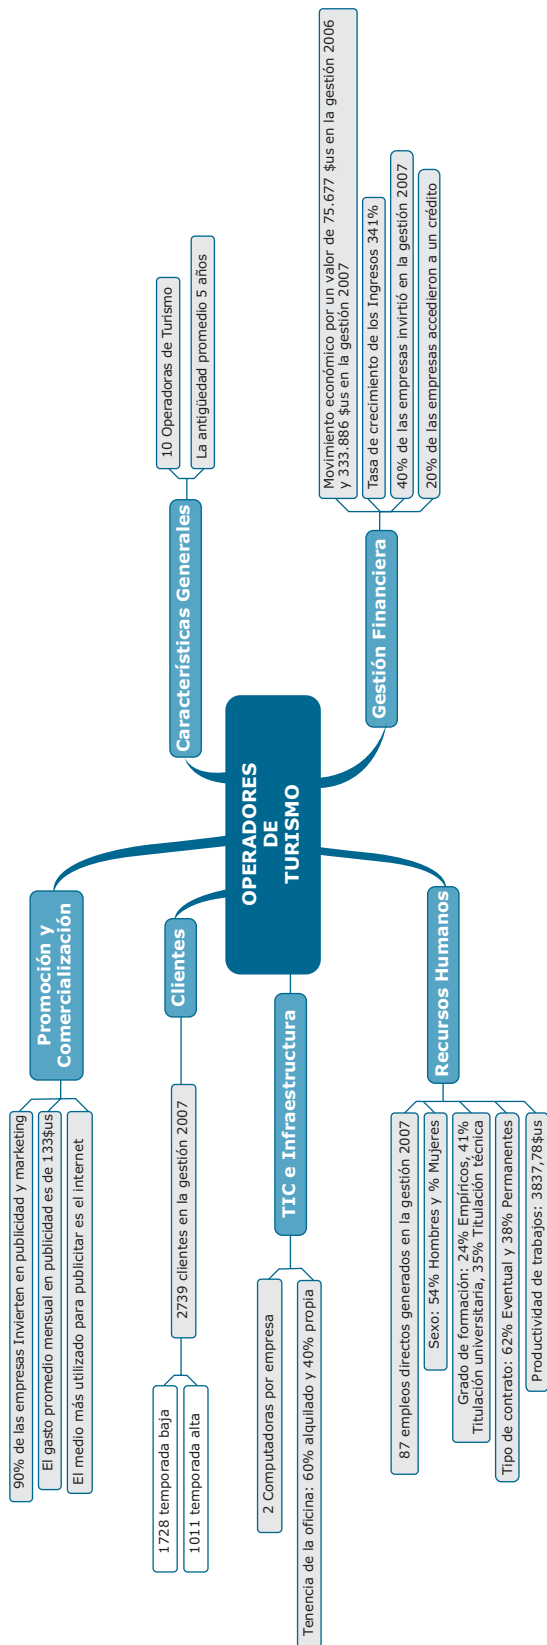 OPERADORES
DE
TURISMO
Características Generales
10 Operadoras de Turismo
La antigüedad promedio 5 años
Gestión Financiera
Movimiento económico por un valor de 75.677 $us en la gestión 2006
y 333.886 $us en la gestión 2007
Tasa de crecimiento de los Ingresos 341%
40% de las empresas invirtió en la gestión 2007
20% de las empresas accedieron a un crédito
Promoción y
Comercialización
90% de las empresas Invierten en publicidad y marketing
El gasto promedio mensual en publicidad es de 133$us
El medio más utilizado para publicitar es el internet
Clientes
2739 clientes en la gestión 2007
1728 temporada baja
1011 temporada alta
TIC e Infraestructura
2 Computadoras por empresa
Tenencia de la oficina: 60% alquilado y 40% propia
Recursos Humanos
87 empleos directos generados en la gestión 2007
Sexo: 54% Hombres y % Mujeres
Grado de formación: 24% Empíricos, 41%
Titulación universitaria, 35% Titulación técnica
Tipo de contrato: 62% Eventual y 38% Permanentes
Productividad de trabajos: 3837,78$us